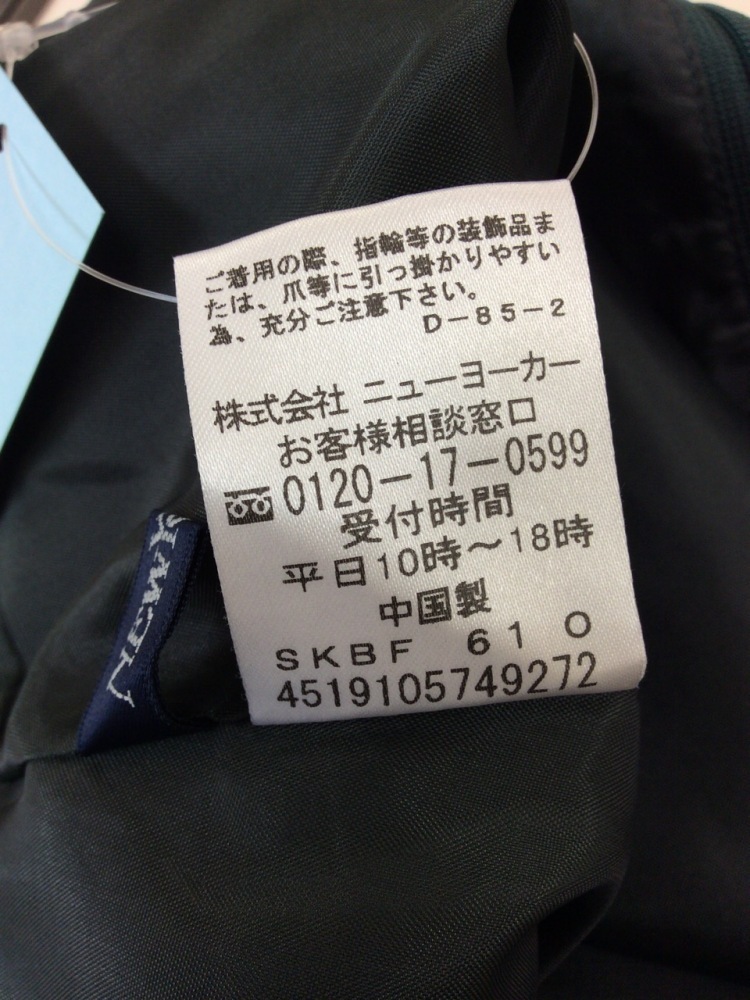 ご着用の際、指輪等の装飾品ま
たは、爪等に引っ掛かりやすい
為、充分ご注意下さい。
D-85-2
株式会社 ニューヨーカー
お客様相談窓口
0120-17-0599
受付時間
平日10時～18時
中国製
SKBF 610
4519105749272
NEWY